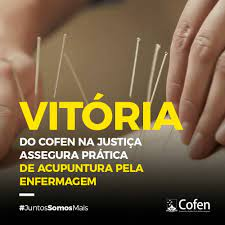 VITÓRIA
DO COFEN NA JUSTIÇA
ASSEGURA PRÁTICA
DE ACUPUNTURA PELA
ENFERMAGEM
#JuntosSomosMais
Cofen